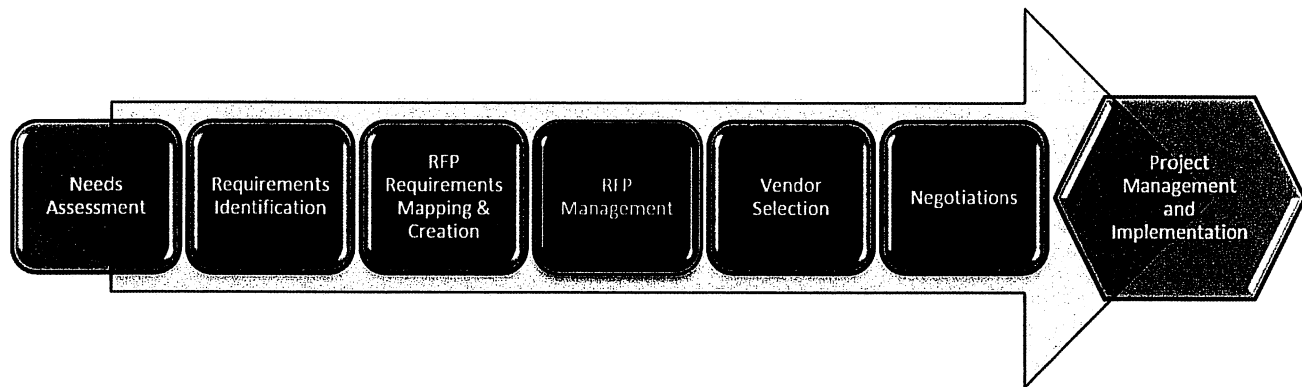 Needs
Assessment
Requirements
Identification
RFP
Requirements
Mapping &
Creation
RFP
Management
Vendor
Selection
Negotiations
Project
Management
and
Implementation